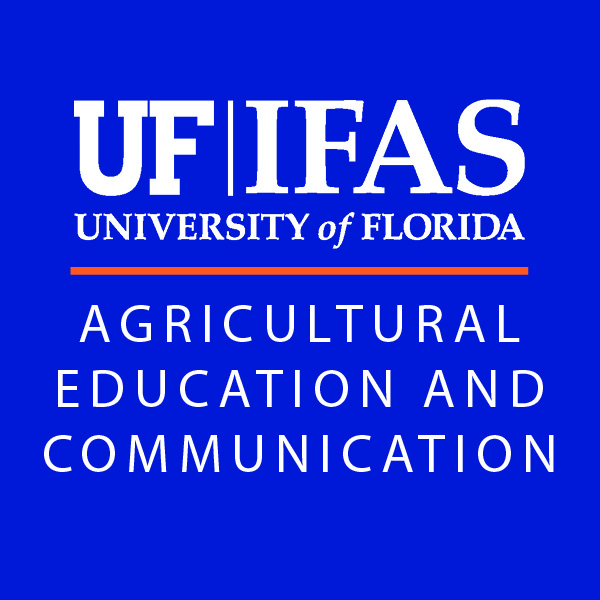 UF|IFAS
UNIVERSITY of FLORIDA
AGRICULTURAL
EDUCATION AND
COMMUNICATION